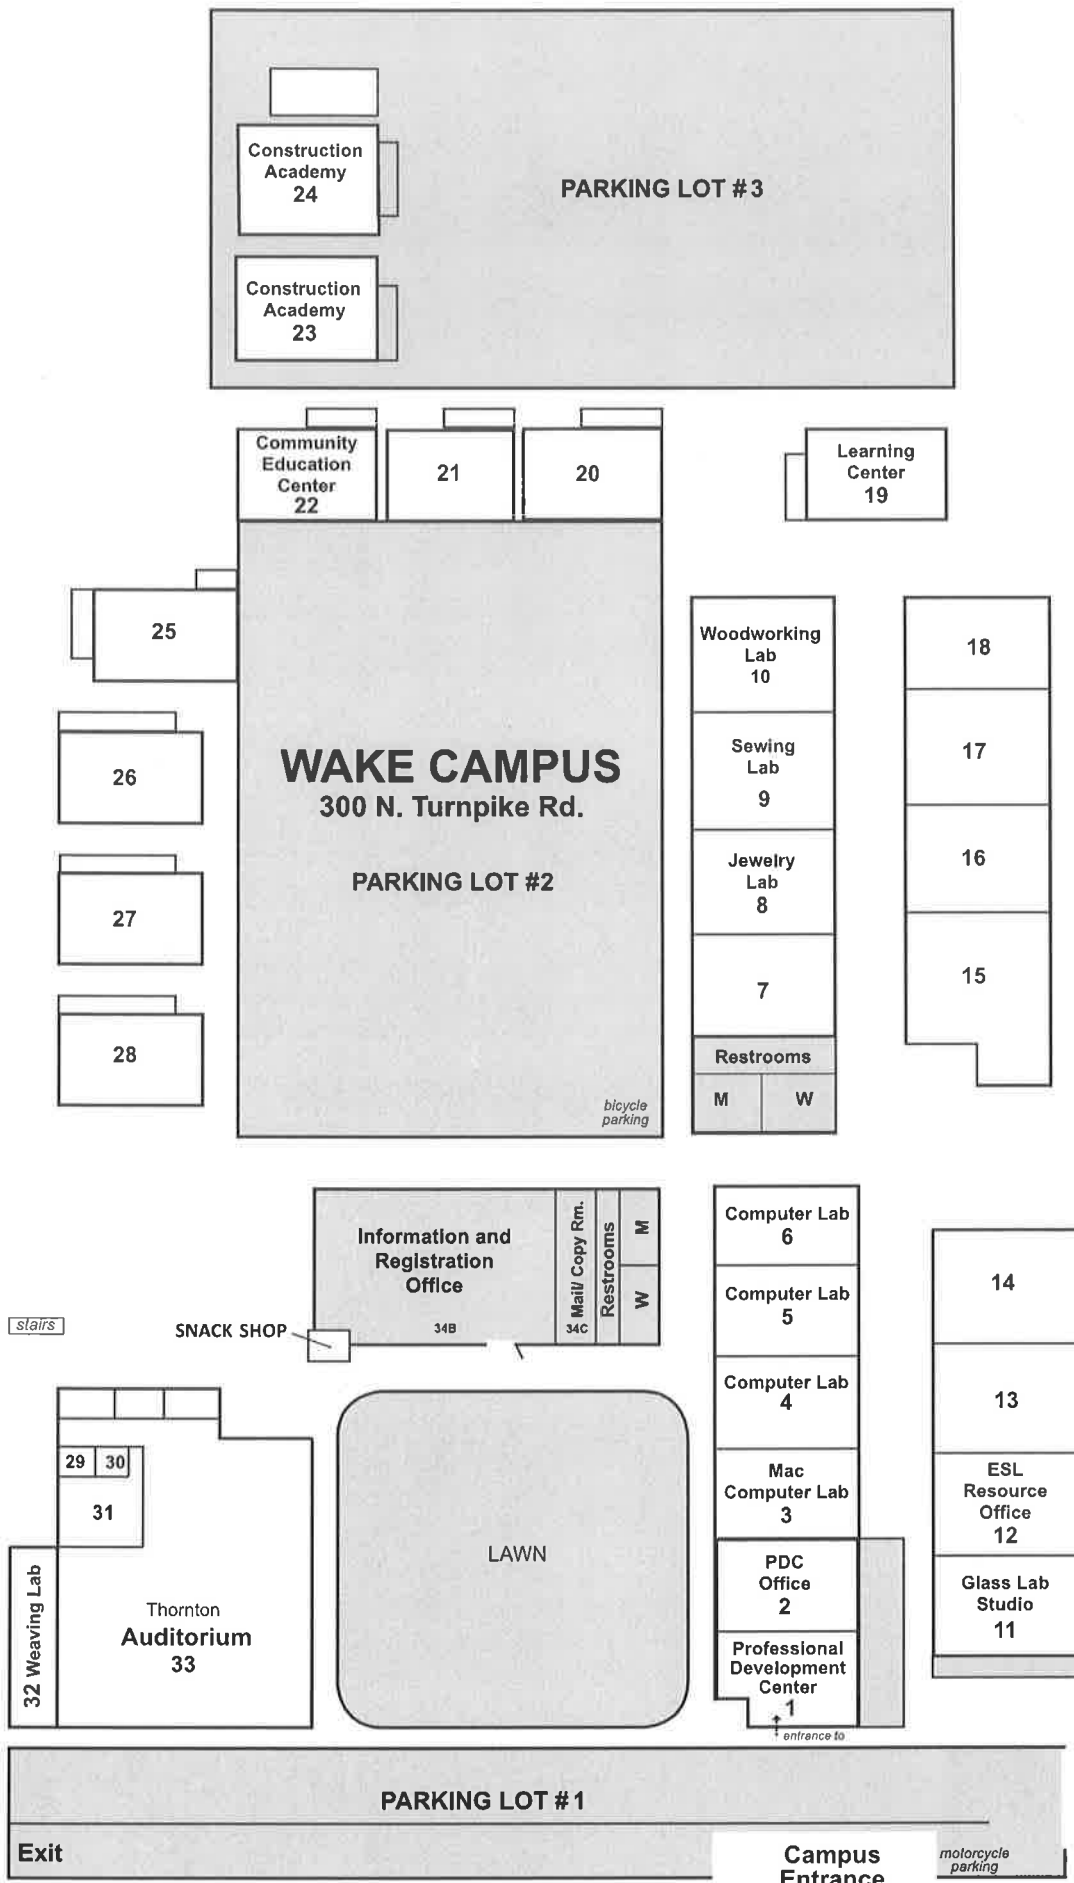 Construction
Academy
24
PARKING LOT #3
Construction
Academy
23
Community
Education
Center
22
21
20
Learning
Center
19
25
Woodworking
Lab
10
18
26
WAKE CAMPUS
300 N. Turnpike Rd.
Sewing
Lab
9
17
PARKING LOT #2
Jewelry
Lab
8
16
27
7
15
28
Restrooms
M W
bicycle
parking
Information and
Registration
Office
34B
Mail/ Copy Rm.
34C
Restrooms
M
W
Computer Lab
6
Computer Lab
5
14
stairs
SNACK SHOP
Computer Lab
4
13
29 30
31
Mac
Computer Lab
3
ESL
Resource
Office
12
LAWN
PDC
Office
2
Glass Lab
Studio
11
32 Weaving Lab
Thornton
Auditorium
33
Professional
Development
Center
1
entrance to
PARKING LOT #1
Exit
Campus
Entrance
motorcycle
parking